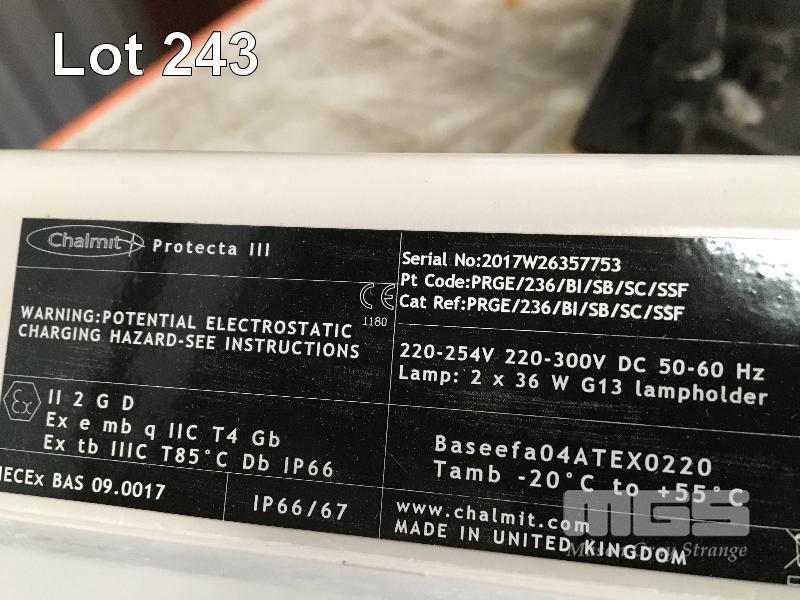 Lot 243
Chalmit Protecta III
WARNING:POTENTIAL ELECTROSTATIC
CHARGING HAZARD-SEE INSTRUCTIONS
CE 1180
Ex II 2 G D
Ex e mb q IIC T4 Gb
Ex tb IIIC T85°C Db IP66
IECEx BAS 09.0017
IP66/67
Serial No:2017W26357753
Pt Code:PRGE/236/BI/SB/SC/SSF
Cat Ref:PRGE/236/BI/SB/SC/SSF
220-254V 220-300V DC 50-60 Hz
Lamp: 2 x 36 W G13 lampholder
Baseefa04ATEX0220
Tamb -20°C to +55°C
www.chalmit.com
MADE IN UNITED KINGDOM
MGS
Mason Gray Strange